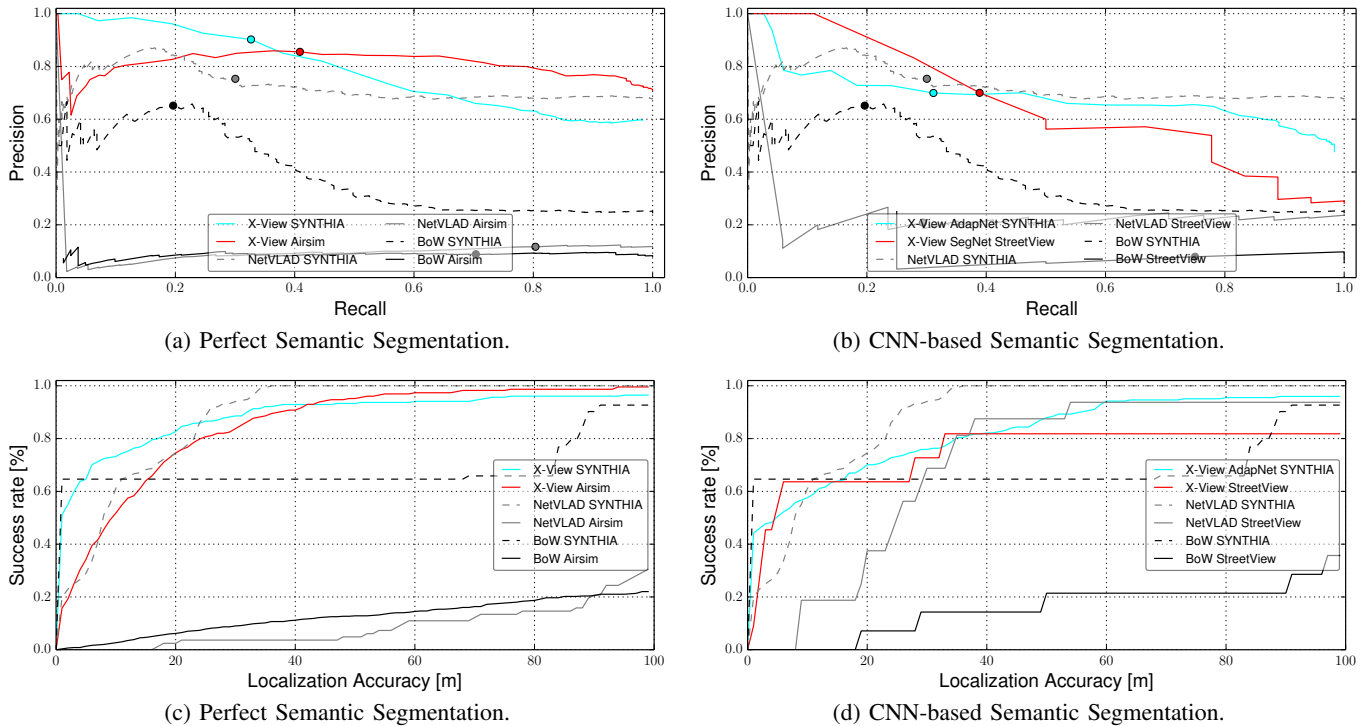 1.0
0.8
0.6
0.4
0.2
0.0
Precision
0.0 0.2 0.4 0.6 0.8 1.0
Recall
X-View SYNTHIA
X-View Airsim
NetVLAD SYNTHIA
NetVLAD Airsim
BoW SYNTHIA
BoW Airsim
(a) Perfect Semantic Segmentation.
1.0
0.8
0.6
0.4
0.2
0.0
Precision
0.0 0.2 0.4 0.6 0.8 1.0
Recall
X-View AdapNet SYNTHIA
X-View SegNet StreetView
NetVLAD SYNTHIA
NetVLAD StreetView
BoW SYNTHIA
BoW StreetView
(b) CNN-based Semantic Segmentation.
1.0
0.8
0.6
0.4
0.2
0.0
Success rate [%]
0 20 40 60 80 100
Localization Accuracy [m]
X-View SYNTHIA
X-View Airsim
NetVLAD SYNTHIA
NetVLAD Airsim
BoW SYNTHIA
BoW Airsim
(c) Perfect Semantic Segmentation.
1.0
0.8
0.6
0.4
0.2
0.0
Success rate [%]
0 20 40 60 80 100
Localization Accuracy [m]
X-View AdapNet SYNTHIA
X-View StreetView
NetVLAD SYNTHIA
NetVLAD StreetView
BoW SYNTHIA
BoW StreetView
(d) CNN-based Semantic Segmentation.